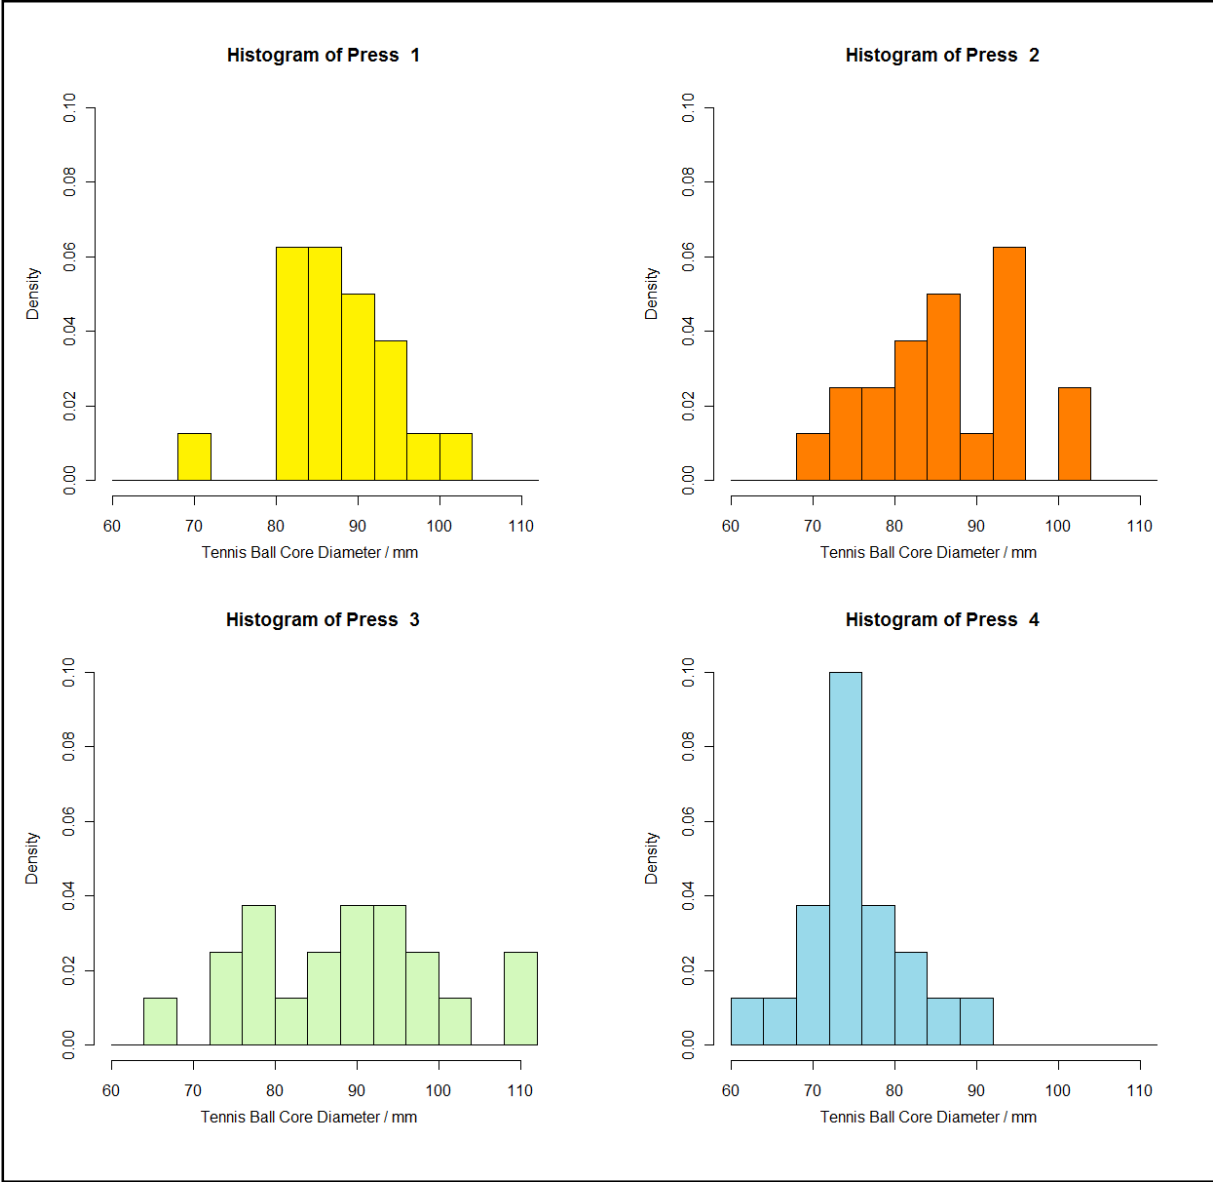 Histogram of Press  1
0.10
0.08
0.06
0.04
0.02
0.00
Density
60 70 80 90 100 110
Tennis Ball Core Diameter / mm
Histogram of Press  2
0.10
0.08
0.06
0.04
0.02
0.00
Density
60 70 80 90 100 110
Tennis Ball Core Diameter / mm
Histogram of Press  3
0.10
0.08
0.06
0.04
0.02
0.00
Density
60 70 80 90 100 110
Tennis Ball Core Diameter / mm
Histogram of Press  4
0.10
0.08
0.06
0.04
0.02
0.00
Density
60 70 80 90 100 110
Tennis Ball Core Diameter / mm